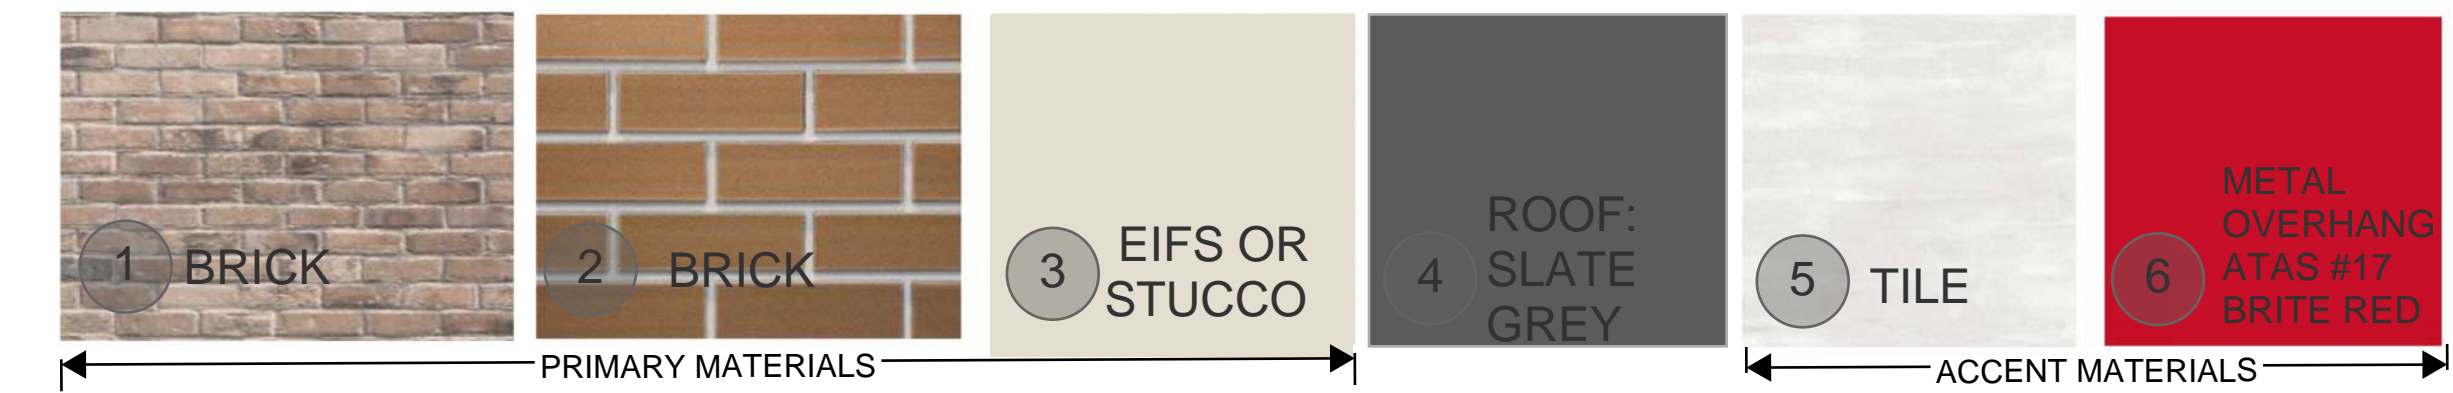 1 BRICK
2 BRICK
3 EIFS OR
STUCCO
4 ROOF:
SLATE
GREY
5 TILE
6 METAL
OVERHANG
ATAS #17
BRITE RED
PRIMARY MATERIALS
ACCENT MATERIALS